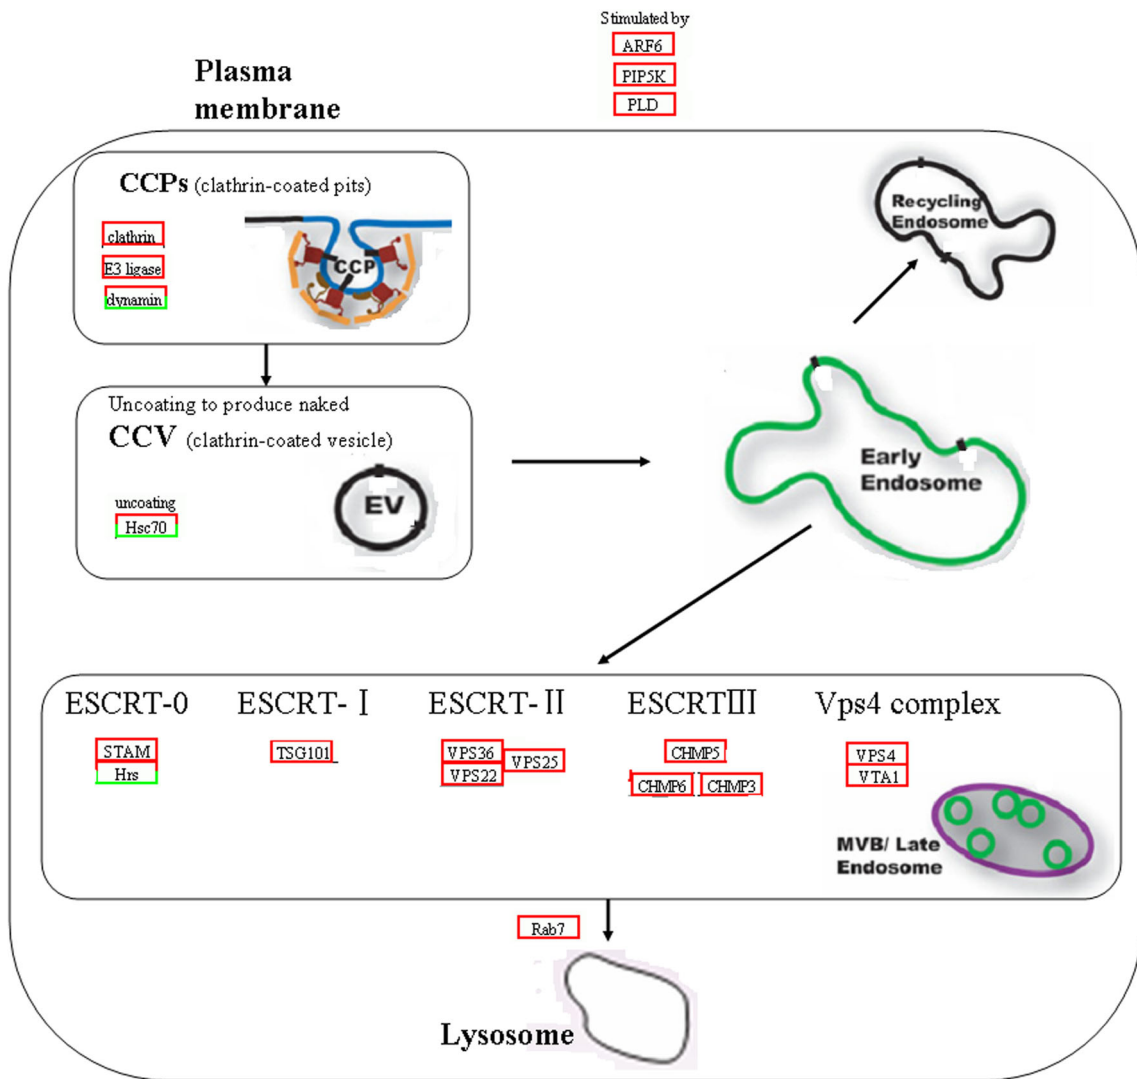 Stimulated by
ARF6
PIP5K
PLD
Plasma
membrane
CCPs (clathrin-coated pits)
clathrin
E3 ligase
dynamin
CCP
Recycling
Endosome
Uncoating to produce naked
CCV (clathrin-coated vesicle)
uncoating
Hsc70
EV
Early
Endosome
ESCRT-0
STAM
Hrs
ESCRT-Ⅰ
TSG101
ESCRT-Ⅱ
VPS36
VPS25
VPS22
ESCRTⅢ
CHMP5
CHMP6
CHMP3
Vps4 complex
VPS4
VTA1
MVB/ Late
Endosome
Rab7
Lysosome